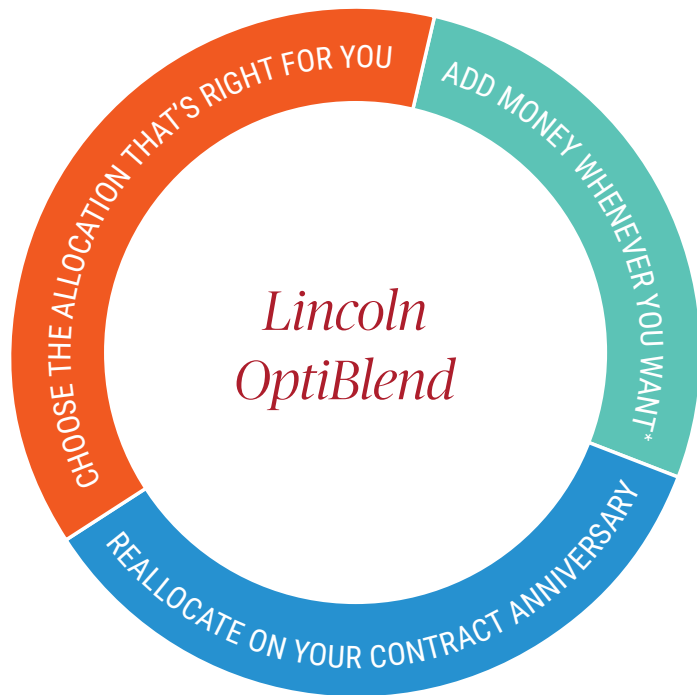 CHOOSE THE ALLOCATION THAT'S RIGHT FOR YOU
ADD MONEY WHENEVER YOU WANT*
REALLOCATE ON YOUR CONTRACT ANNIVERSARY
Lincoln
OptiBlend